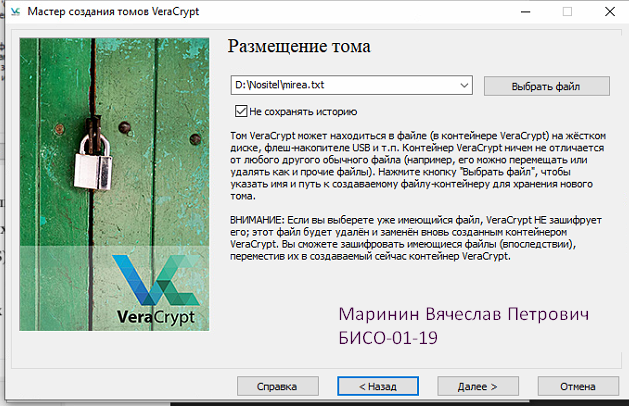 Мастер создания томов VeraCrypt
Размещение тома
D:\Nositel\mirea.txt
Выбрать файл
Не сохранять историю
Том VeraCrypt может находиться в файле (в контейнере VeraCrypt) на жёстком
диске, флеш-накопителе USB и т.п. Контейнер VeraCrypt ничем не отличается
от любого другого обычного файла (например, его можно перемещать или
удалять как и прочие файлы). Нажмите кнопку "Выбрать файл", чтобы
указать имя и путь к создаваемому файлу-контейнеру для хранения нового
тома.
ВНИМАНИЕ: Если вы выберете уже имеющийся файл, VeraCrypt НЕ зашифрует
его; этот файл будет удалён и заменён вновь созданным контейнером
VeraCrypt. Вы сможете зашифровать имеющиеся файлы (впоследствии),
переместив их в создаваемый сейчас контейнер VeraCrypt.
VeraCrypt
Маринин Вячеслав Петрович
БИСО-01-19
Справка
< Назад
Далее >
Отмена